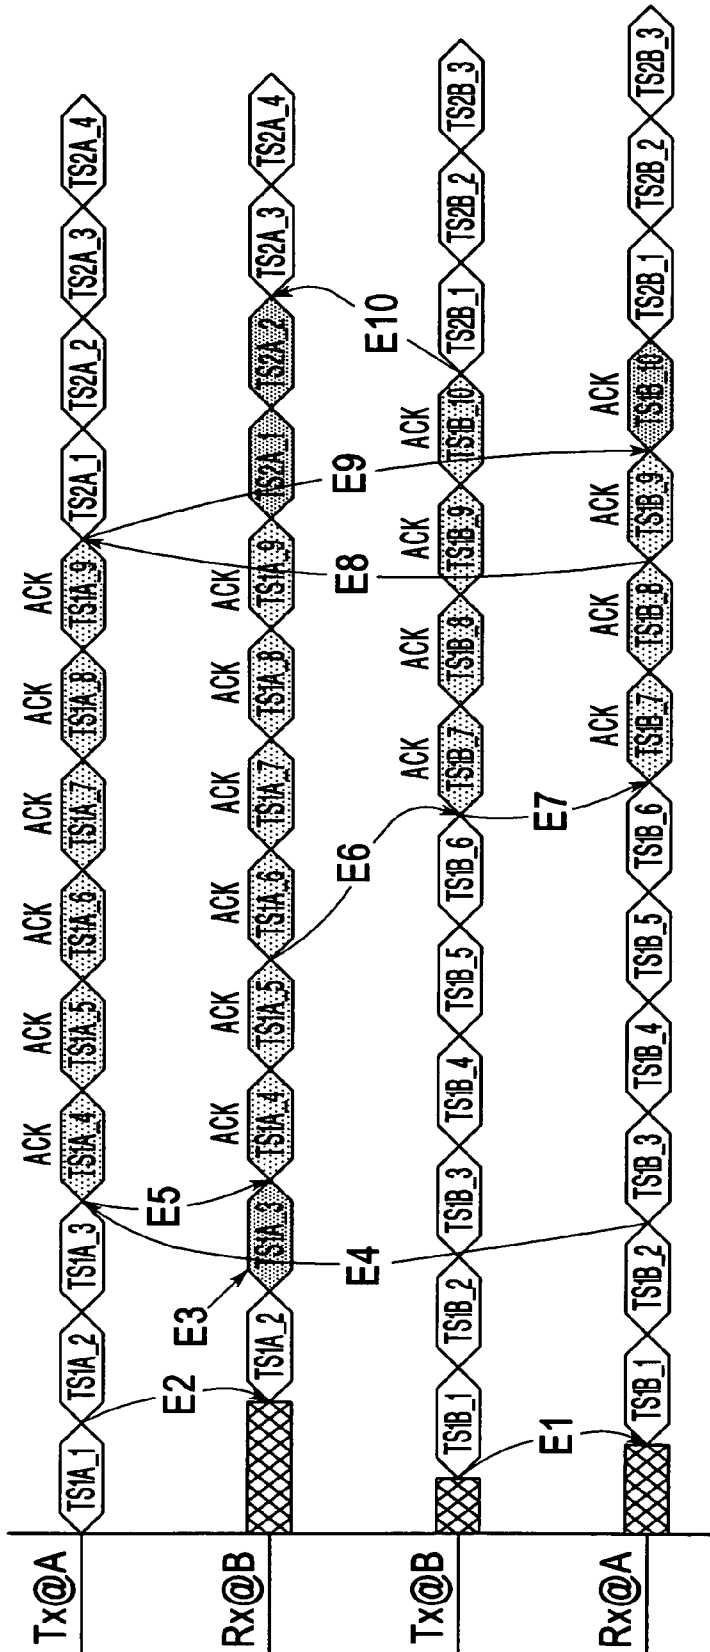 ACK ACK ACK ACK ACK ACK
Tx@A TS1A_1 TS1A_2 TS1A_3 TS1A_4 TS1A_5 TS1A_6 TS1A_7 TS1A_8 TS1A_9 TS2A_1 TS2A_2 TS2A_3 TS2A_4
E2 E5
E3 ACK ACK ACK ACK ACK ACK
Rx@B TS1A_2 TS1A_3 TS1A_4 TS1A_5 TS1A_6 TS1A_7 TS1A_8 TS1A_9 TS2A_1 TS2A_2 TS2A_3 TS2A_4
E4 E6 E8 E9 E10
ACK ACK ACK ACK
Tx@B TS1B_1 TS1B_2 TS1B_3 TS1B_4 TS1B_5 TS1B_6 TS1B_7 TS1B_8 TS1B_9 TS1B_10 TS2B_1 TS2B_2 TS2B_3
E1 E7
ACK ACK ACK ACK
Rx@A TS1B_1 TS1B_2 TS1B_3 TS1B_4 TS1B_5 TS1B_6 TS1B_7 TS1B_8 TS1B_9 TS1B_10 TS2B_1 TS2B_2 TS2B_3